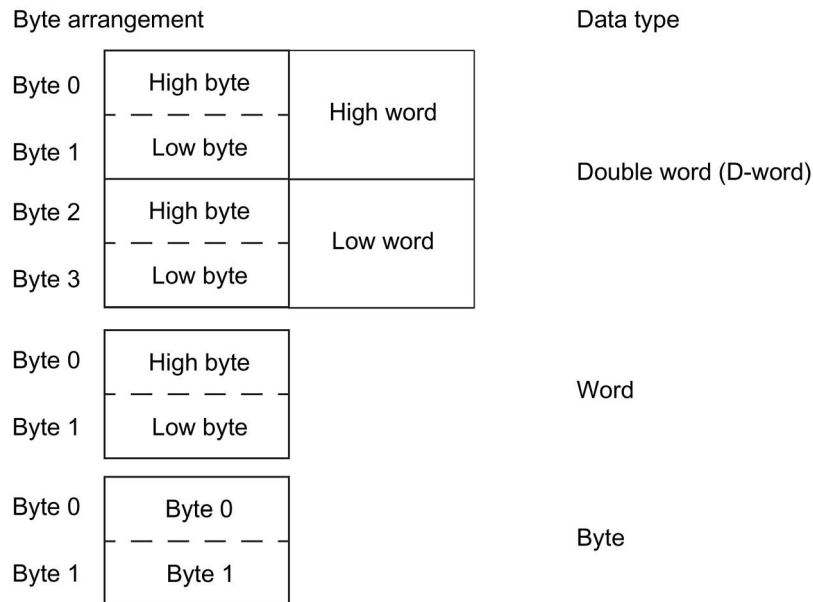 Byte arrangement Data type
Byte 0 High byte
High word
Byte 1 Low byte
Double word (D-word)
Byte 2 High byte
Low word
Byte 3 Low byte
Byte 0 High byte
Word
Byte 1 Low byte
Byte 0 Byte 0
Byte
Byte 1 Byte 1